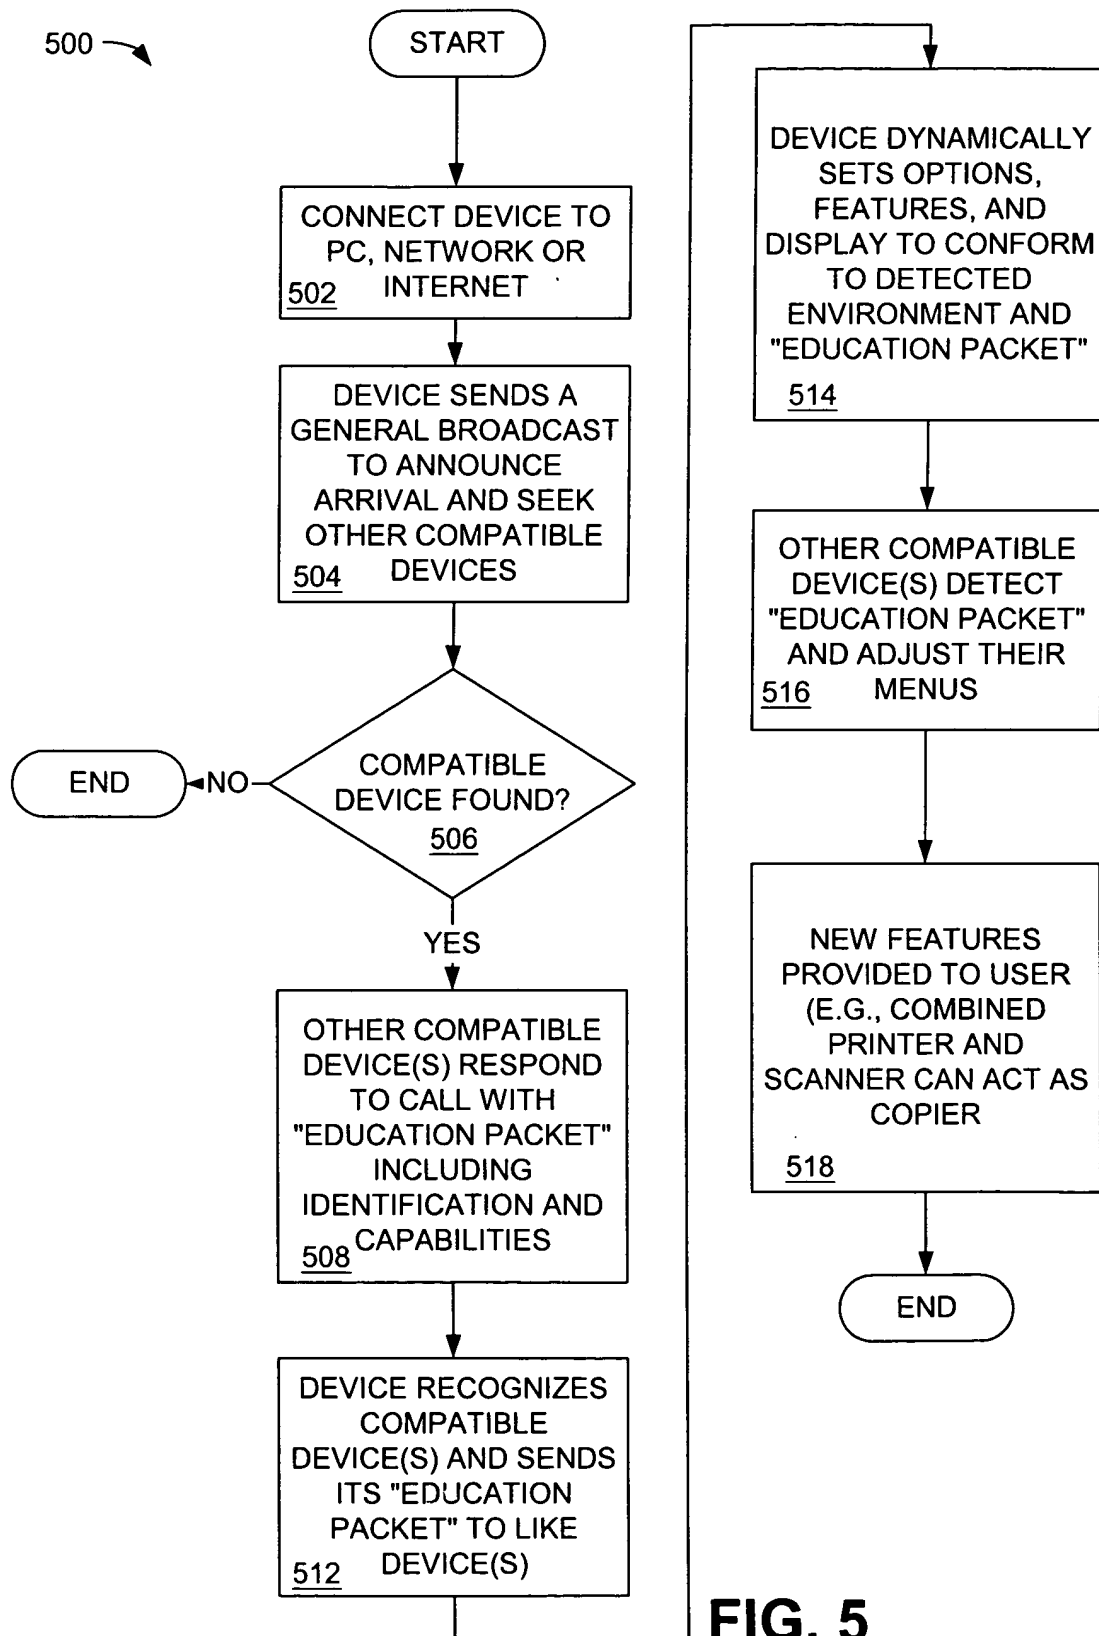 500
START
CONNECT DEVICE TO
PC, NETWORK OR
INTERNET
502
DEVICE SENDS A
GENERAL BROADCAST
TO ANNOUNCE
ARRIVAL AND SEEK
OTHER COMPATIBLE
DEVICES
504
COMPATIBLE
DEVICE FOUND?
506
NO
END
YES
OTHER COMPATIBLE
DEVICE(S) RESPOND
TO CALL WITH
"EDUCATION PACKET"
INCLUDING
IDENTIFICATION AND
CAPABILITIES
508
DEVICE RECOGNIZES
COMPATIBLE
DEVICE(S) AND SENDS
ITS "EDUCATION
PACKET" TO LIKE
DEVICE(S)
512
DEVICE DYNAMICALLY
SETS OPTIONS,
FEATURES, AND
DISPLAY TO CONFORM
TO DETECTED
ENVIRONMENT AND
"EDUCATION PACKET"
514
OTHER COMPATIBLE
DEVICE(S) DETECT
"EDUCATION PACKET"
AND ADJUST THEIR
MENUS
516
NEW FEATURES
PROVIDED TO USER
(E.G., COMBINED
PRINTER AND
SCANNER CAN ACT AS
COPIER
518
END
FIG. 5